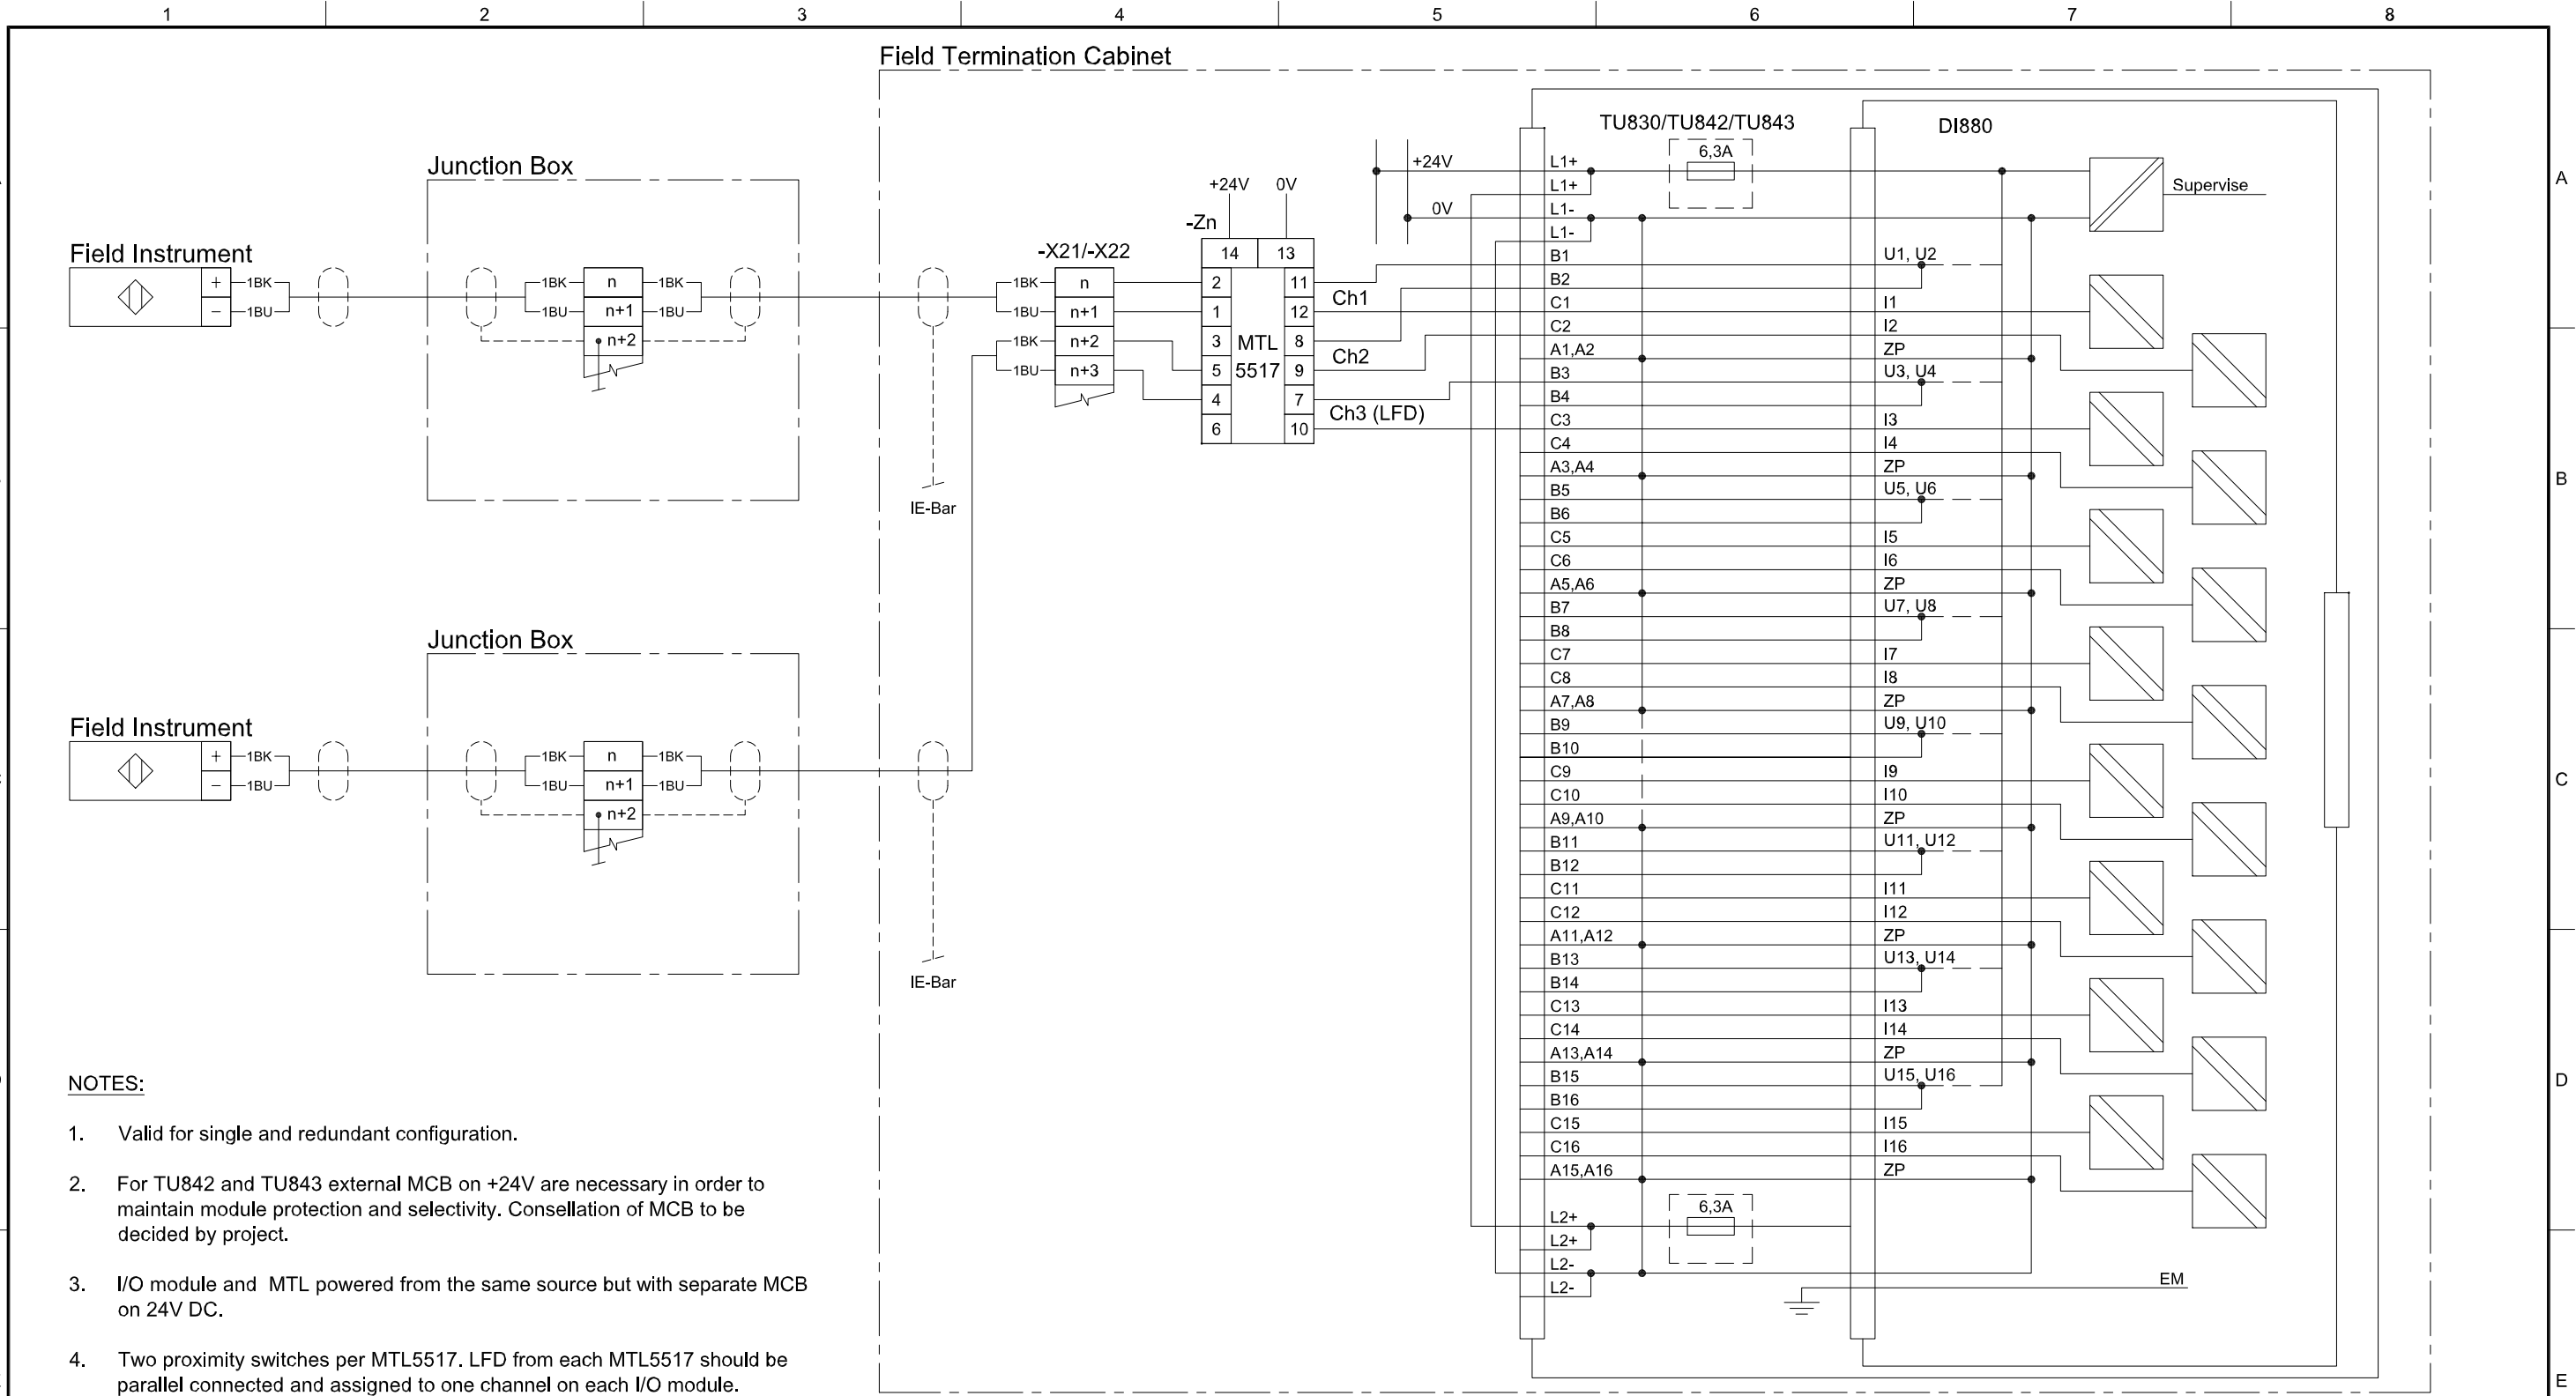 1 2 3 4 5 6 7 8
Field Termination Cabinet
TU830/TU842/TU843
DI880
Junction Box
Field Instrument
+
−
1BK
1BU
1BK
1BU
n
n+1
n+2
1BK
1BU
IE-Bar
-X21/-X22
1BK
1BU
1BK
1BU
n
n+1
n+2
n+3
+24V 0V
-Zn
14 13
2 11
1 12
3 MTL 8
5 5517 9
4 7
6 10
Ch1
Ch2
Ch3 (LFD)
+24V
0V
6,3A
Supervise
L1+
L1+
L1-
L1-
B1 U1, U2
B2
C1 I1
C2 I2
A1,A2 ZP
B3 U3, U4
B4
C3 I3
C4 I4
A3,A4 ZP
B5 U5, U6
B6
C5 I5
C6 I6
A5,A6 ZP
B7 U7, U8
B8
C7 I7
C8 I8
A7,A8 ZP
B9 U9, U10
B10
C9 I9
C10 I10
A9,A10 ZP
B11 U11, U12
B12
C11 I11
C12 I12
A11,A12 ZP
B13 U13, U14
B14
C13 I13
C14 I14
A13,A14 ZP
B15 U15, U16
B16
C15 I15
C16 I16
A15,A16 ZP
L2+
L2+
L2-
L2-
6,3A
EM
Junction Box
Field Instrument
+
−
1BK
1BU
1BK
1BU
n
n+1
n+2
1BK
1BU
IE-Bar
A
B
C
D
E
NOTES:
1. Valid for single and redundant configuration.
2. For TU842 and TU843 external MCB on +24V are necessary in order to
maintain module protection and selectivity. Consellation of MCB to be
decided by project.
3. I/O module and MTL powered from the same source but with separate MCB
on 24V DC.
4. Two proximity switches per MTL5517. LFD from each MTL5517 should be
parallel connected and assigned to one channel on each I/O module.